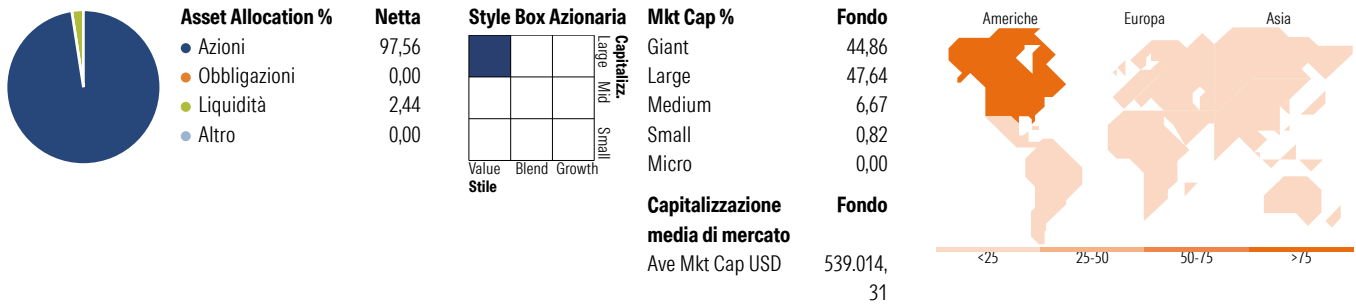 Asset Allocation % Netta
Azioni 97,56
Obbligazioni 0,00
Liquidità 2,44
Altro 0,00
Style Box Azionaria
Large
Mid
Small
Capitalizz.
Value Blend Growth
Stile
Mkt Cap % Fondo
Giant 44,86
Large 47,64
Medium 6,67
Small 0,82
Micro 0,00
Capitalizzazione Fondo
media di mercato
Ave Mkt Cap USD 539.014,
31
Americhe Europa Asia
<25 25-50 50-75 >75